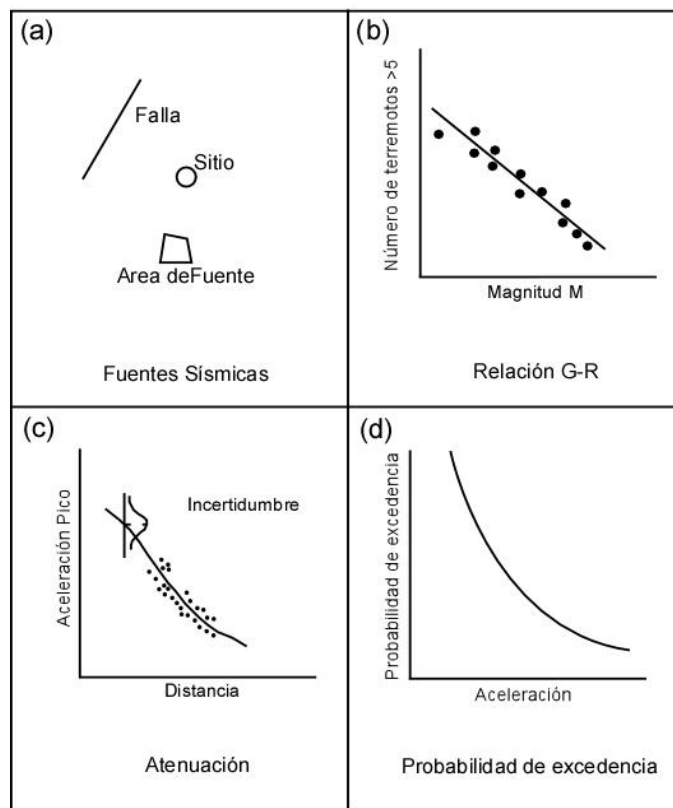 (a)
Falla
Sitio
Area deFuente
Fuentes Sísmicas
(b)
Número de terremotos >5
Magnitud M
Relación G-R
(c)
Incertidumbre
Aceleración Pico
Distancia
Atenuación
(d)
Probabilidad de excedencia
Aceleración
Probabilidad de excedencia